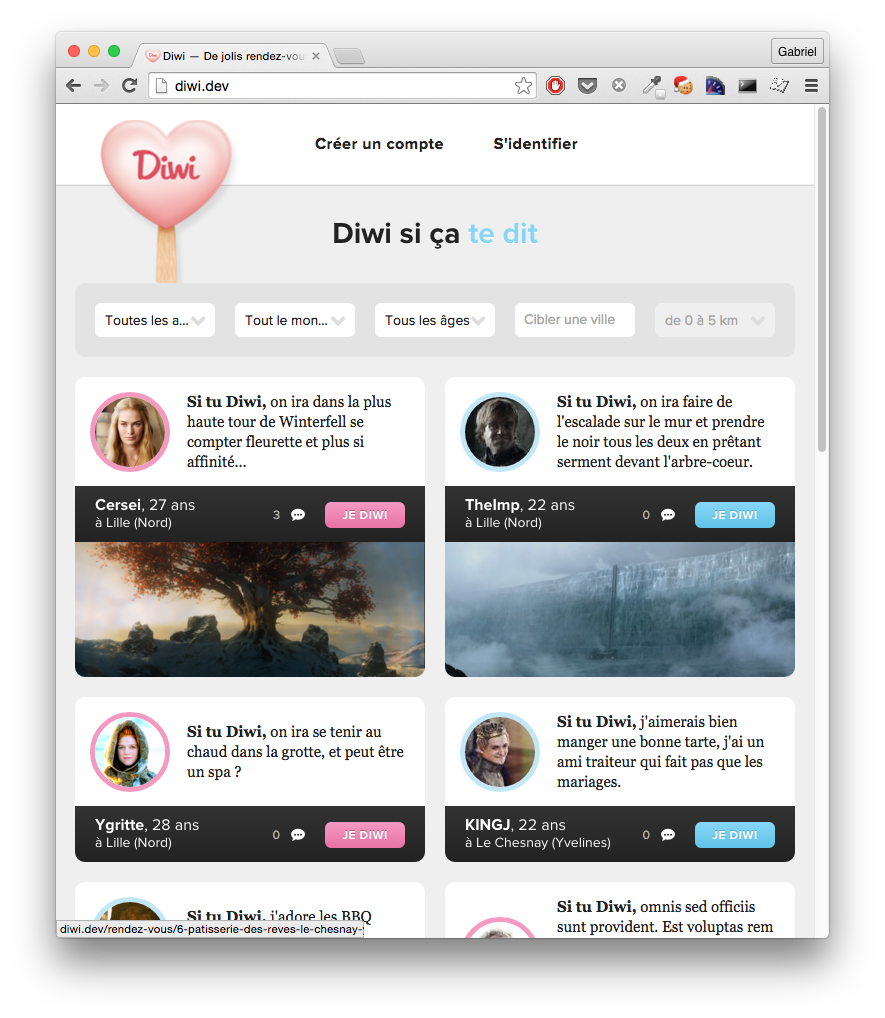 Diwi — De jolis rendez-vou
Gabriel
diwi.dev
Diwi
Créer un compte
S'identifier
Diwi si ça te dit
Toutes les a...
Tout le mon...
Tous les âges
Cibler une ville
de 0 à 5 km
Si tu Diwi, on ira dans la plus
haute tour de Winterfell se
compter fleurette et plus si
affinité...
Cersei, 27 ans
à Lille (Nord)
3
JE DIWI
Si tu Diwi, on ira faire de
l'escalade sur le mur et prendre
le noir tous les deux en prêtant
serment devant l'arbre-coeur.
TheImp, 22 ans
à Lille (Nord)
0
JE DIWI
Si tu Diwi, on ira se tenir au
chaud dans la grotte, et peut être
un spa ?
Ygritte, 28 ans
à Lille (Nord)
0
JE DIWI
Si tu Diwi, j'aimerais bien
manger une bonne tarte, j'ai un
ami traiteur qui fait pas que les
mariages.
KINGJ, 22 ans
à Le Chesnay (Yvelines)
0
JE DIWI
Si tu Diwi, j'adore les BBQ
Si tu Diwi, omnis sed officiis
sunt provident. Est voluptas rem
diwi.dev/rendez-vous/6-patisserie-des-reves-le-chesnay-